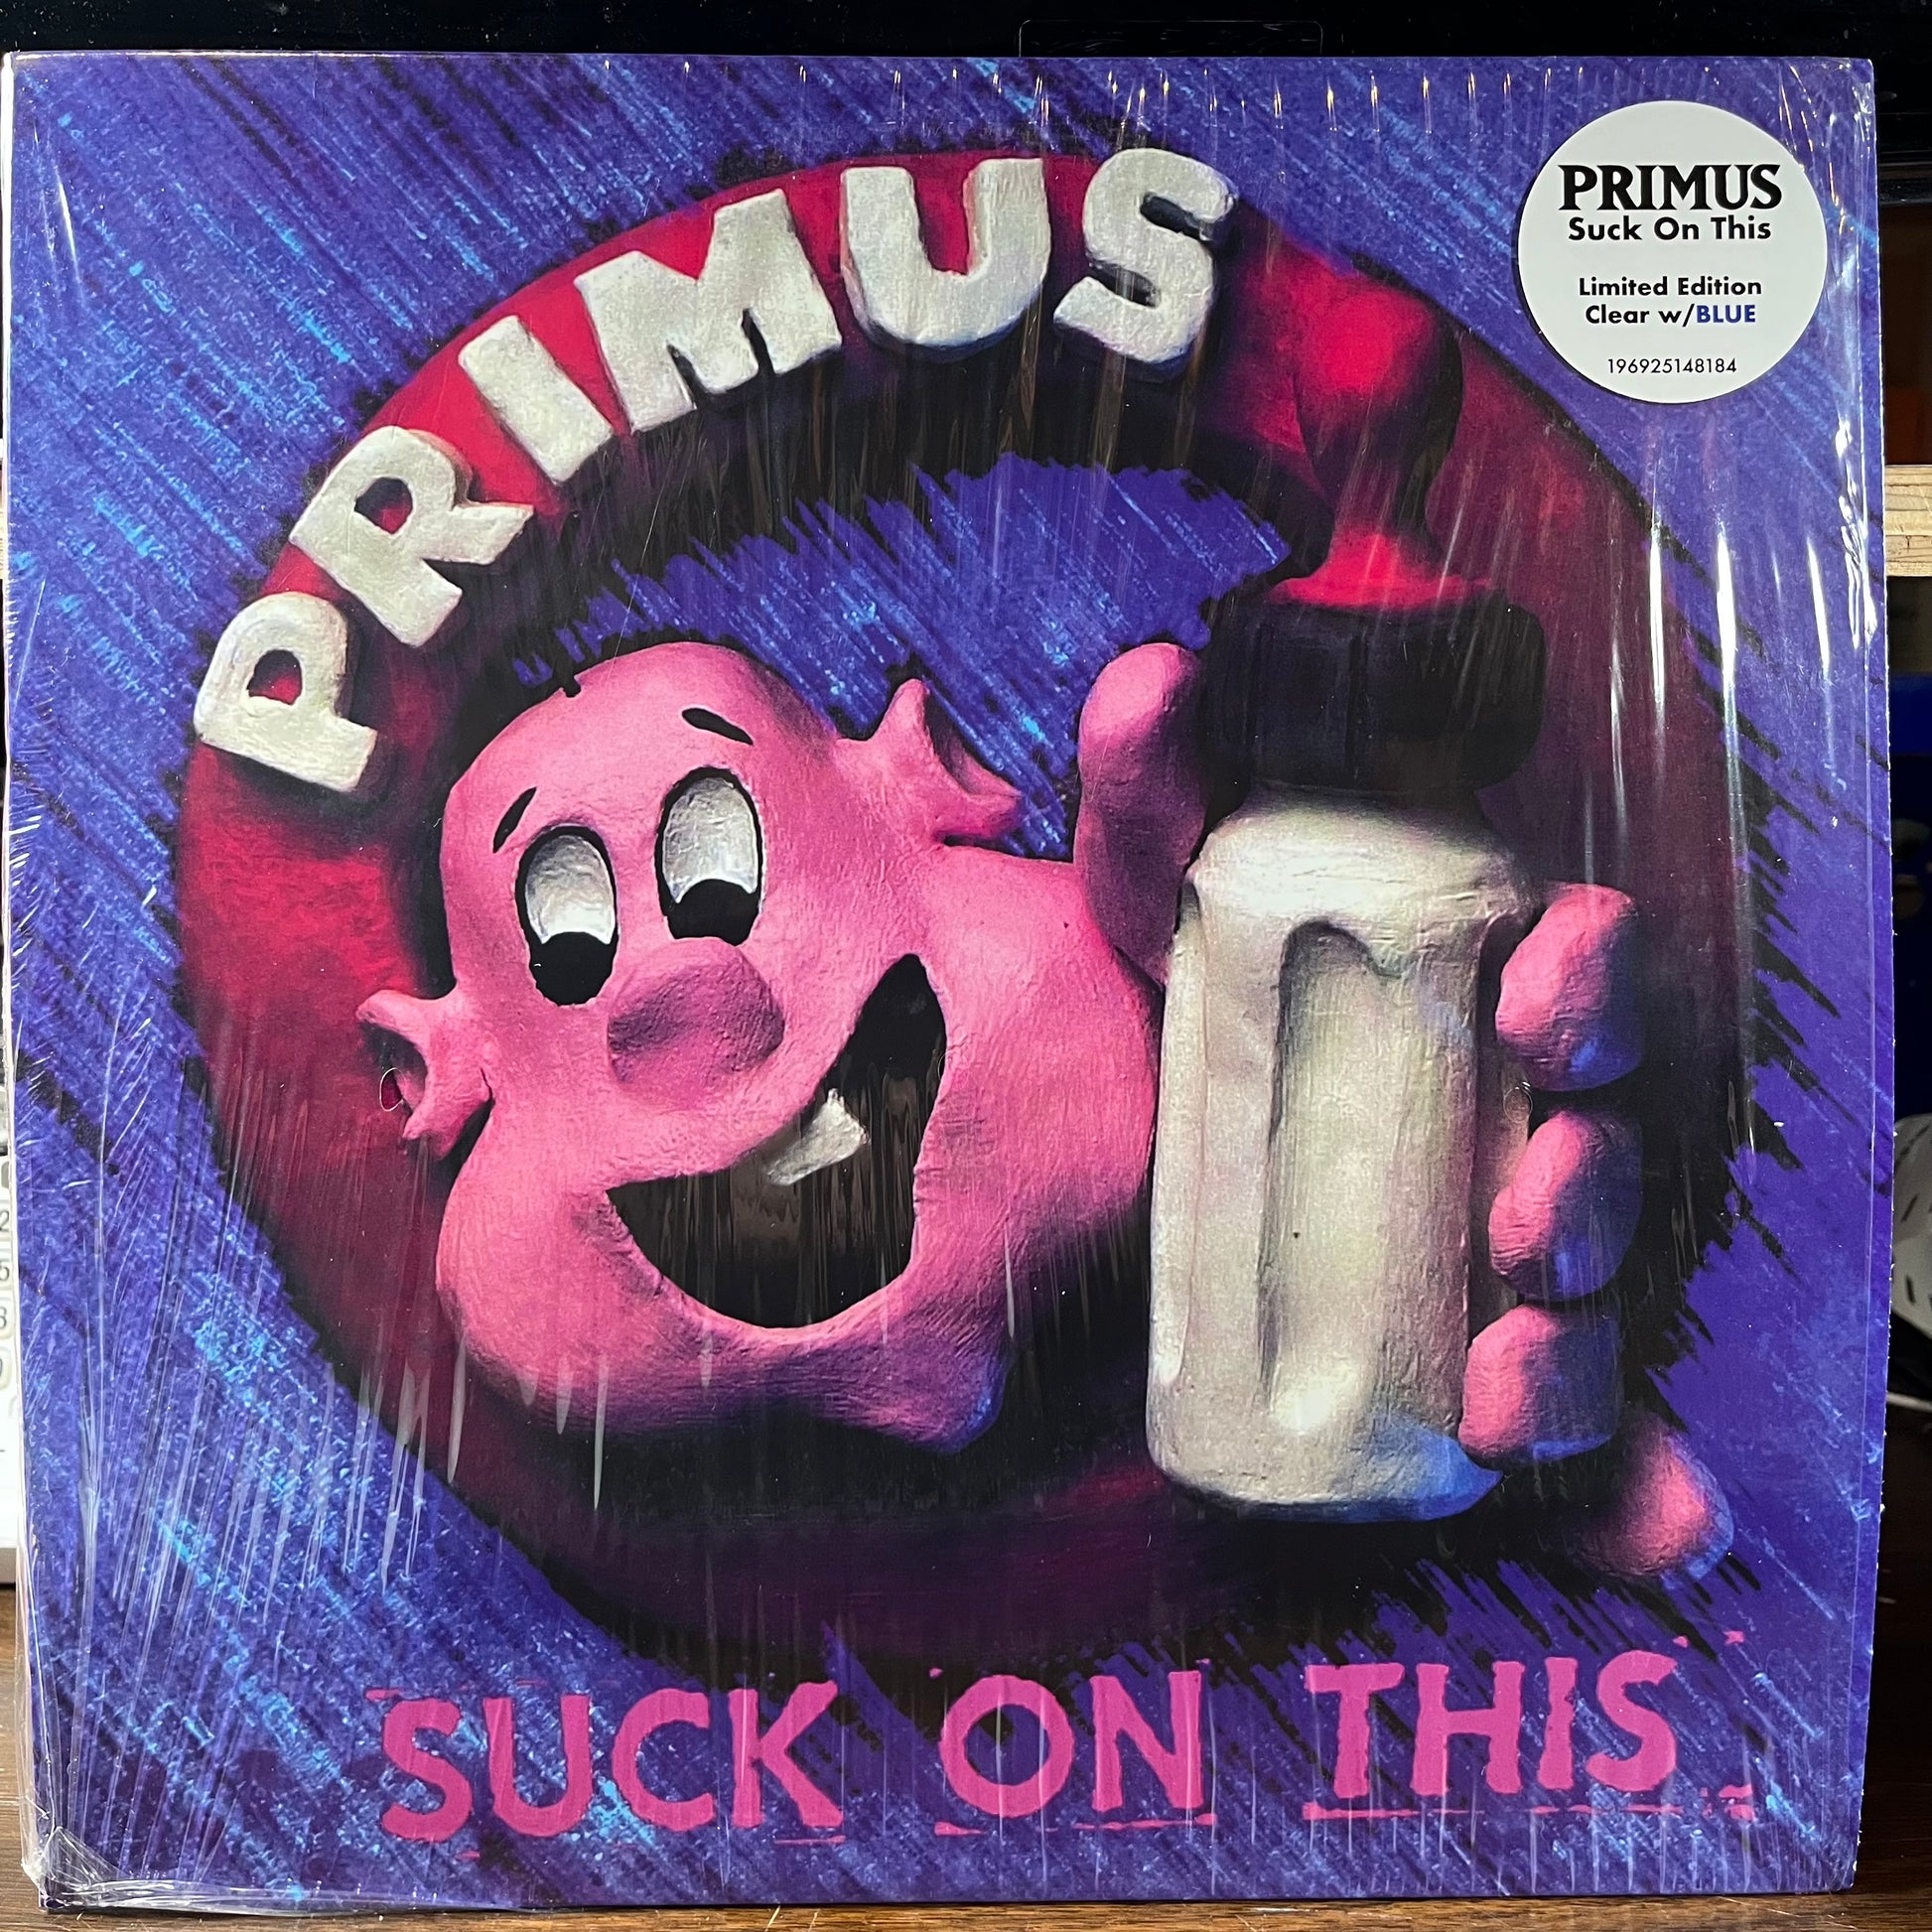 PRIMUS
PRIMUS
Suck On This
Limited Edition
Clear w/BLUE
196925148184
SUCK ON THIS